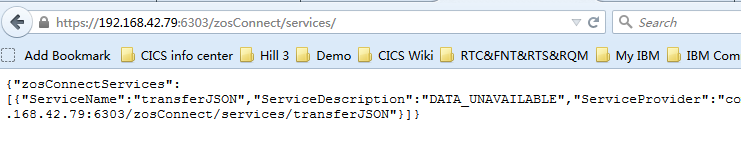 https://192.168.42.79:6303/zosConnect/services/
Search
Add Bookmark CICS info center Hill 3 Demo CICS Wiki RTC&FNT&RTS&RQM My IBM IBM Com
{"zosConnectServices":
[{"ServiceName":"transferJSON","ServiceDescription":"DATA_UNAVAILABLE","ServiceProvider":"co
.168.42.79:6303/zosConnect/services/transferJSON"}]}